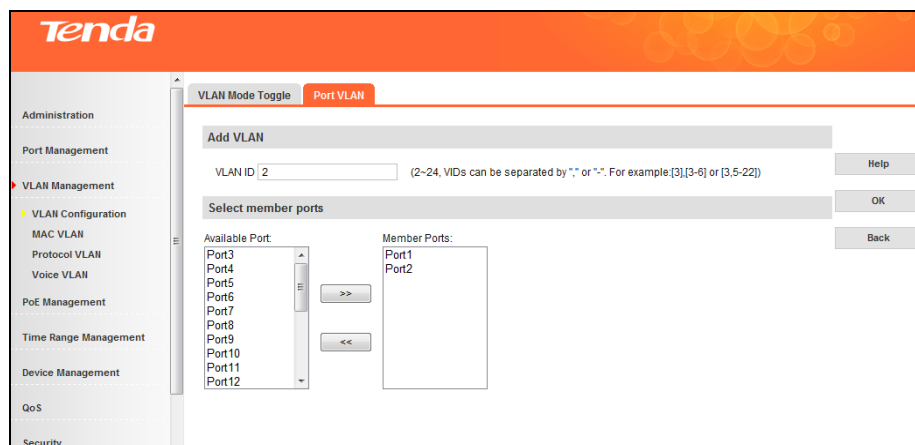 Tenda
VLAN Mode Toggle
Port VLAN
Administration
Port Management
VLAN Management
VLAN Configuration
MAC VLAN
Protocol VLAN
Voice VLAN
PoE Management
Time Range Management
Device Management
QoS
Security
Add VLAN
VLAN ID 2 (2~24, VIDs can be separated by "," or "-". For example:[3],[3-6] or [3,5-22])
Select member ports
Available Port:
Port3
Port4
Port5
Port6
Port7
Port8
Port9
Port10
Port11
Port12
>>
<<
Member Ports:
Port1
Port2
Help
OK
Back